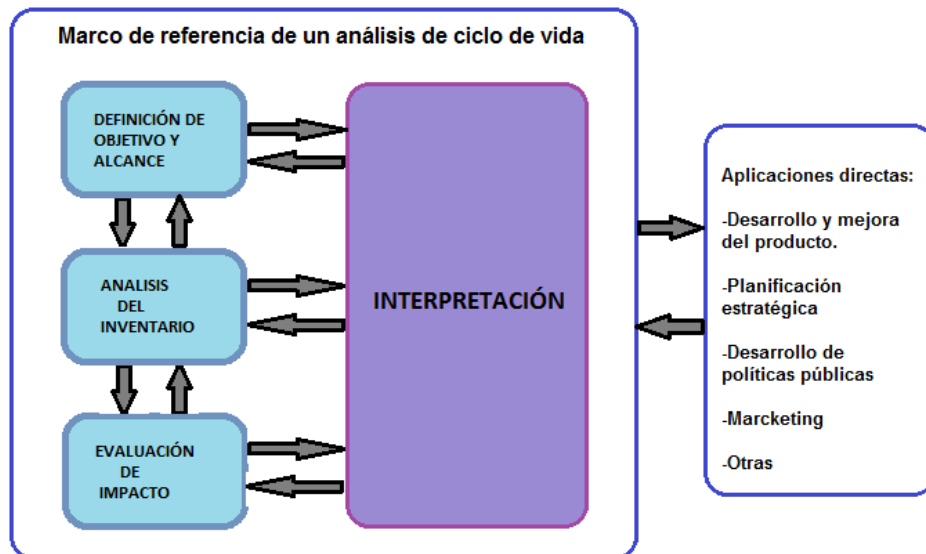 Marco de referencia de un análisis de ciclo de vida
DEFINICIÓN DE
OBJETIVO Y
ALCANCE
ANALISIS
DEL
INVENTARIO
EVALUACIÓN
DE
IMPACTO
INTERPRETACIÓN
Aplicaciones directas:
-Desarrollo y mejora
del producto.
-Planificación
estratégica
-Desarrollo de
políticas públicas
-Marcketing
-Otras